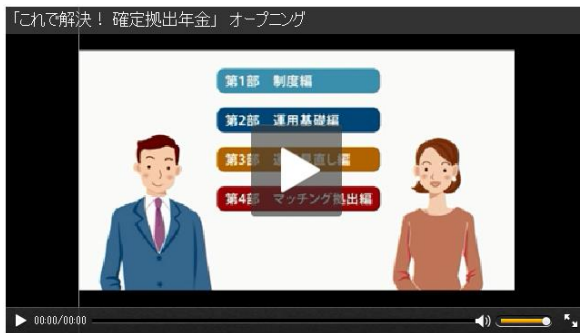 「これで解決！ 確定拠出年金」 オープニング
第1部 制度編
第2部 運用基礎編
第3部 運用見直し編
第4部 マッチング拠出編
00:00/00:00